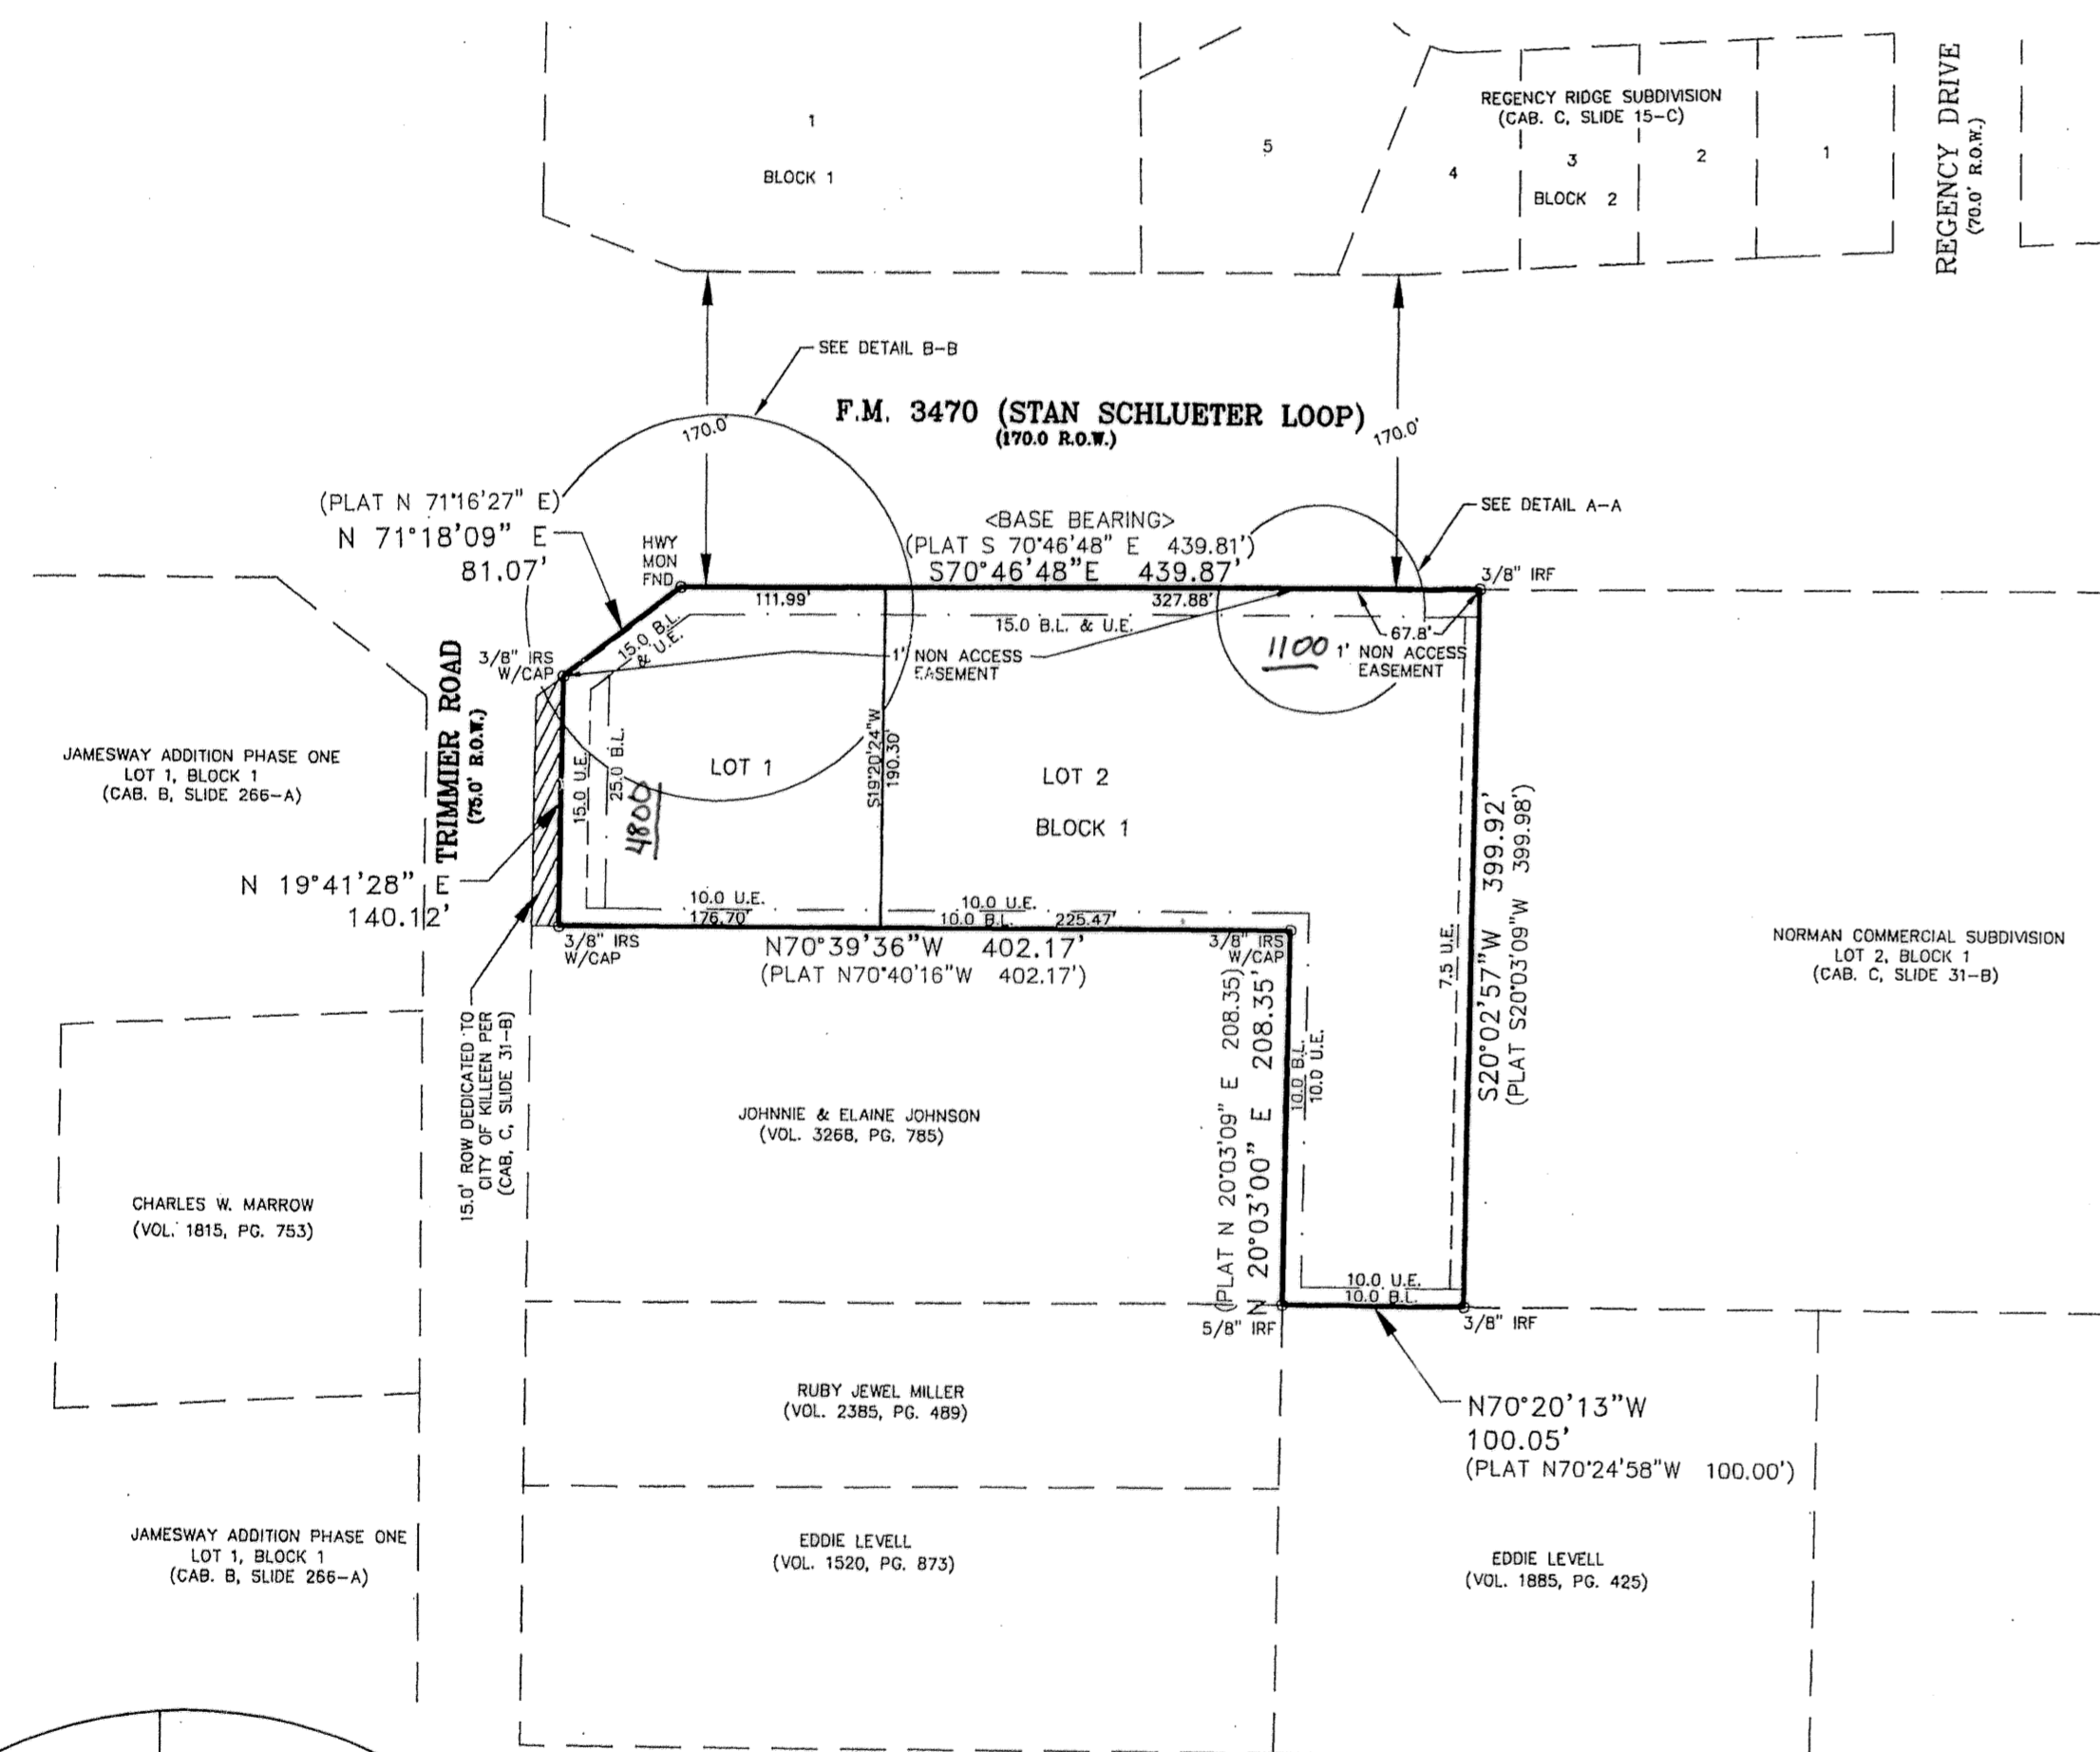 1
BLOCK 1
5
REGENCY RIDGE SUBDIVISION
(CAB. C, SLIDE 15-C)
4
3
BLOCK 2
2
1
REGENCY DRIVE
(70.0' R.O.W.)
SEE DETAIL B-B
F.M. 3470 (STAN SCHLUETER LOOP)
(170.0 R.O.W.)
170.0'
170.0'
(PLAT N 71°16'27" E)
N 71°18'09" E
81.07'
HWY
MON
FND
<BASE BEARING>
(PLAT S 70°46'48" E 439.81')
S70°46'48"E 439.87'
SEE DETAIL A-A
3/8" IRF
111.99'
327.88'
15.0 B.L.
& U.E.
15.0 B.L. & U.E.
67.8'
1' NON ACCESS
EASEMENT
1100
1' NON ACCESS
EASEMENT
3/8" IRS
W/CAP
TRIMMIER ROAD
(75.0' R.O.W.)
JAMESWAY ADDITION PHASE ONE
LOT 1, BLOCK 1
(CAB. B, SLIDE 266-A)
15.0 U.E.
25.0 B.L.
4800
LOT 1
S19°20'24"W
190.30'
LOT 2
BLOCK 1
N 19°41'28" E
140.12'
10.0 U.E.
176.70'
10.0 U.E.
10.0 B.L. 225.47'
3/8" IRS
W/CAP
N70°39'36"W 402.17'
(PLAT N70°40'16"W 402.17')
3/8" IRS
W/CAP
7.5 U.E.
S20°02'57"W 399.92'
(PLAT S20°03'09"W 399.98')
NORMAN COMMERCIAL SUBDIVISION
LOT 2, BLOCK 1
(CAB. C, SLIDE 31-B)
15.0' ROW DEDICATED TO
CITY OF KILLEEN PER
(CAB, C, SLIDE 31-B)
(PLAT N 20°03'09" E 208.35)
N 20°03'00" E 208.35'
10.0 B.L.
10.0 U.E.
JOHNNIE & ELAINE JOHNSON
(VOL. 3268, PG. 785)
CHARLES W. MARROW
(VOL. 1815, PG. 753)
10.0 U.E.
10.0 B.L.
5/8" IRF
3/8" IRF
RUBY JEWEL MILLER
(VOL. 2385, PG. 489)
N70°20'13"W
100.05'
(PLAT N70°24'58"W 100.00')
JAMESWAY ADDITION PHASE ONE
LOT 1, BLOCK 1
(CAB. B, SLIDE 266-A)
EDDIE LEVELL
(VOL. 1520, PG. 873)
EDDIE LEVELL
(VOL. 1885, PG. 425)